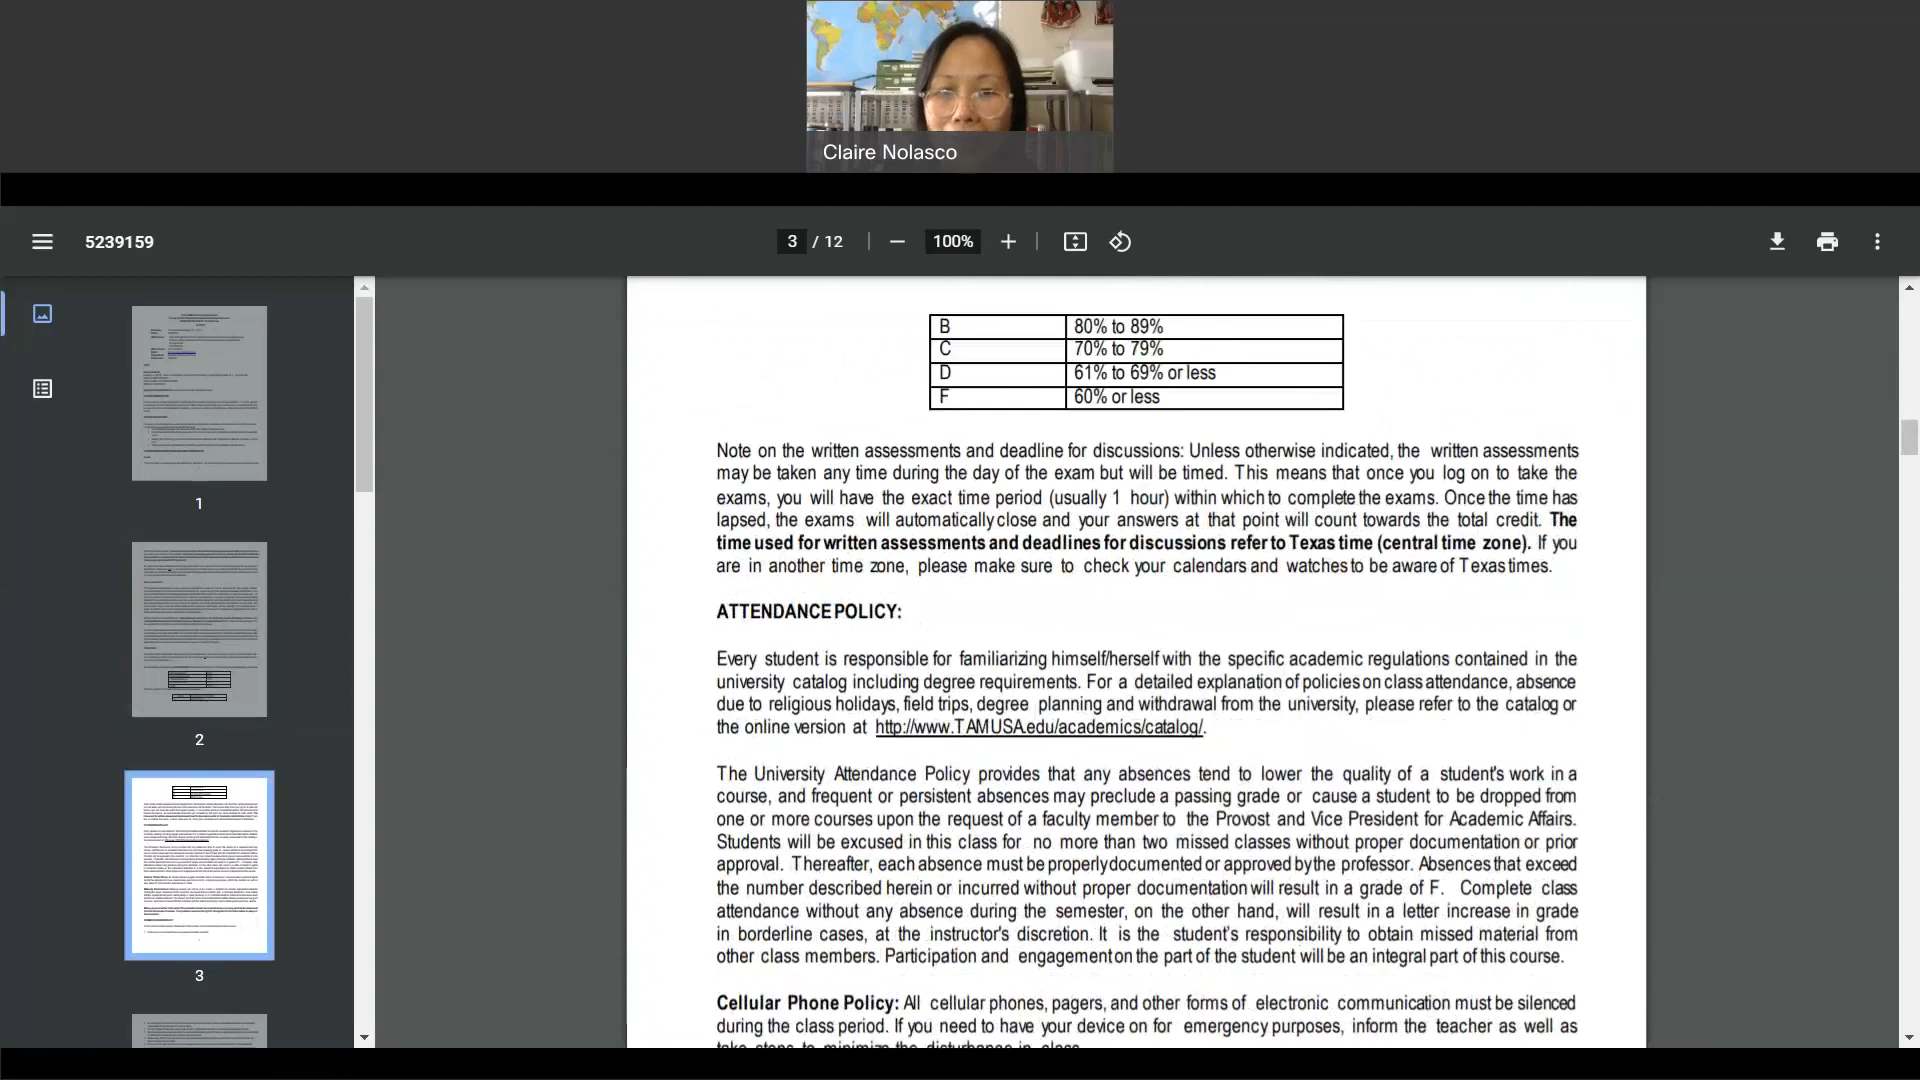 Claire Nolasco
5239159
3 / 12
100%
1
2
3
B 80% to 89%
C 70% to 79%
D 61% to 69% or less
F 60% or less
Note on the written assessments and deadline for discussions: Unless otherwise indicated, the written assessments
may be taken any time during the day of the exam but will be timed. This means that once you log on to take the
exams, you will have the exact time period (usually 1 hour) within which to complete the exams. Once the time has
lapsed, the exams will automatically close and your answers at that point will count towards the total credit. The
time used for written assessments and deadlines for discussions refer to Texas time (central time zone). If you
are in another time zone, please make sure to check your calendars and watches to be aware of Texas times.
ATTENDANCE POLICY:
Every student is responsible for familiarizing himself/herself with the specific academic regulations contained in the
university catalog including degree requirements. For a detailed explanation of policies on class attendance, absence
due to religious holidays, field trips, degree planning and withdrawal from the university, please refer to the catalog or
the online version at http://www.TAMUSA.edu/academics/catalog/.
The University Attendance Policy provides that any absences tend to lower the quality of a student's work in a
course, and frequent or persistent absences may preclude a passing grade or cause a student to be dropped from
one or more courses upon the request of a faculty member to the Provost and Vice President for Academic Affairs.
Students will be excused in this class for no more than two missed classes without proper documentation or prior
approval. Thereafter, each absence must be properly documented or approved by the professor. Absences that exceed
the number described herein or incurred without proper documentation will result in a grade of F. Complete class
attendance without any absence during the semester, on the other hand, will result in a letter increase in grade
in borderline cases, at the instructor's discretion. It is the student's responsibility to obtain missed material from
other class members. Participation and engagement on the part of the student will be an integral part of this course.
Cellular Phone Policy: All cellular phones, pagers, and other forms of electronic communication must be silenced
during the class period. If you need to have your device on for emergency purposes, inform the teacher as well as
take steps to minimize the disturbance in class.